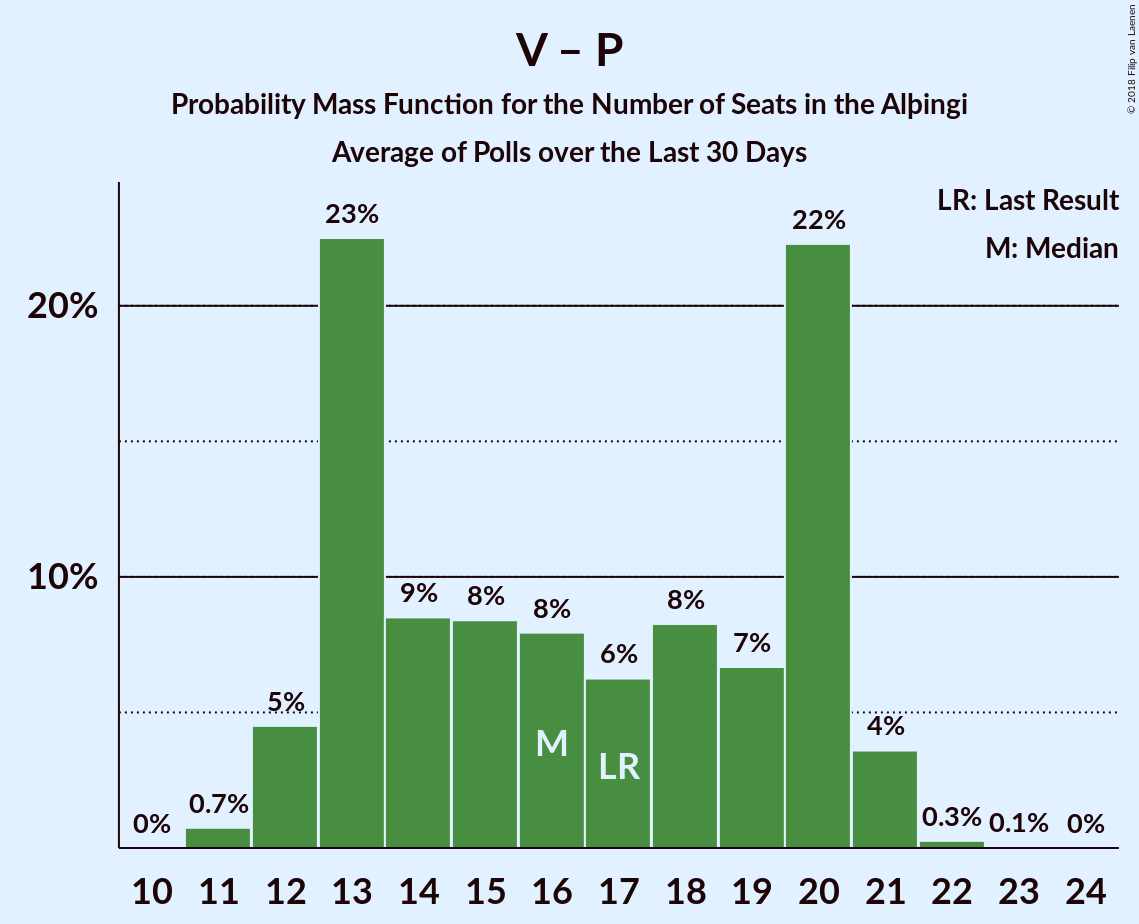 V – P
Probability Mass Function for the Number of Seats in the Alþingi
Average of Polls over the Last 30 Days
© 2018 Filip van Laenen
LR: Last Result
M: Median
20%
10%
0%
0.7%
5%
23%
9%
8%
8%
6%
8%
7%
22%
4%
0.3%
0.1%
0%
M
LR
10 11 12 13 14 15 16 17 18 19 20 21 22 23 24